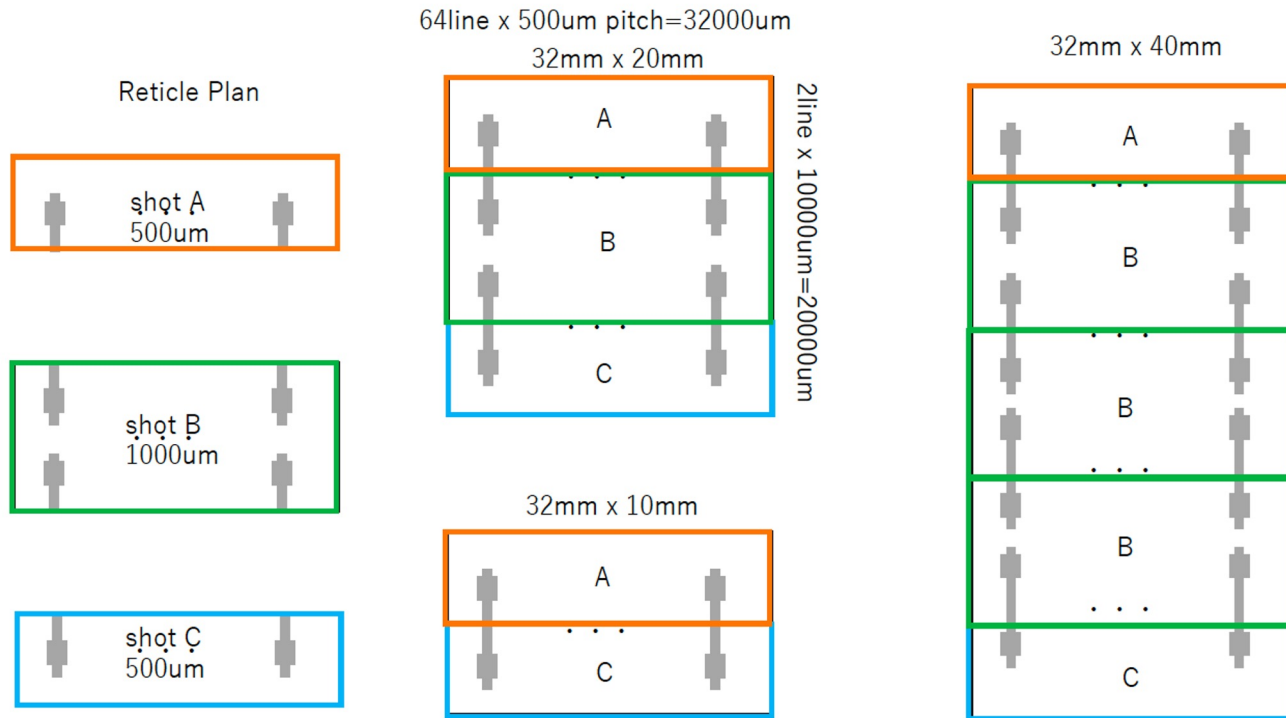 Reticle Plan
shot A
. . .
500um
shot B
. . .
1000um
shot C
. . .
500um
64line x 500um pitch=32000um
32mm x 20mm
A
. . .
B
. . .
C
2line x 10000um=20000um
32mm x 10mm
A
. . .
C
32mm x 40mm
A
. . .
B
. . .
B
. . .
B
. . .
C